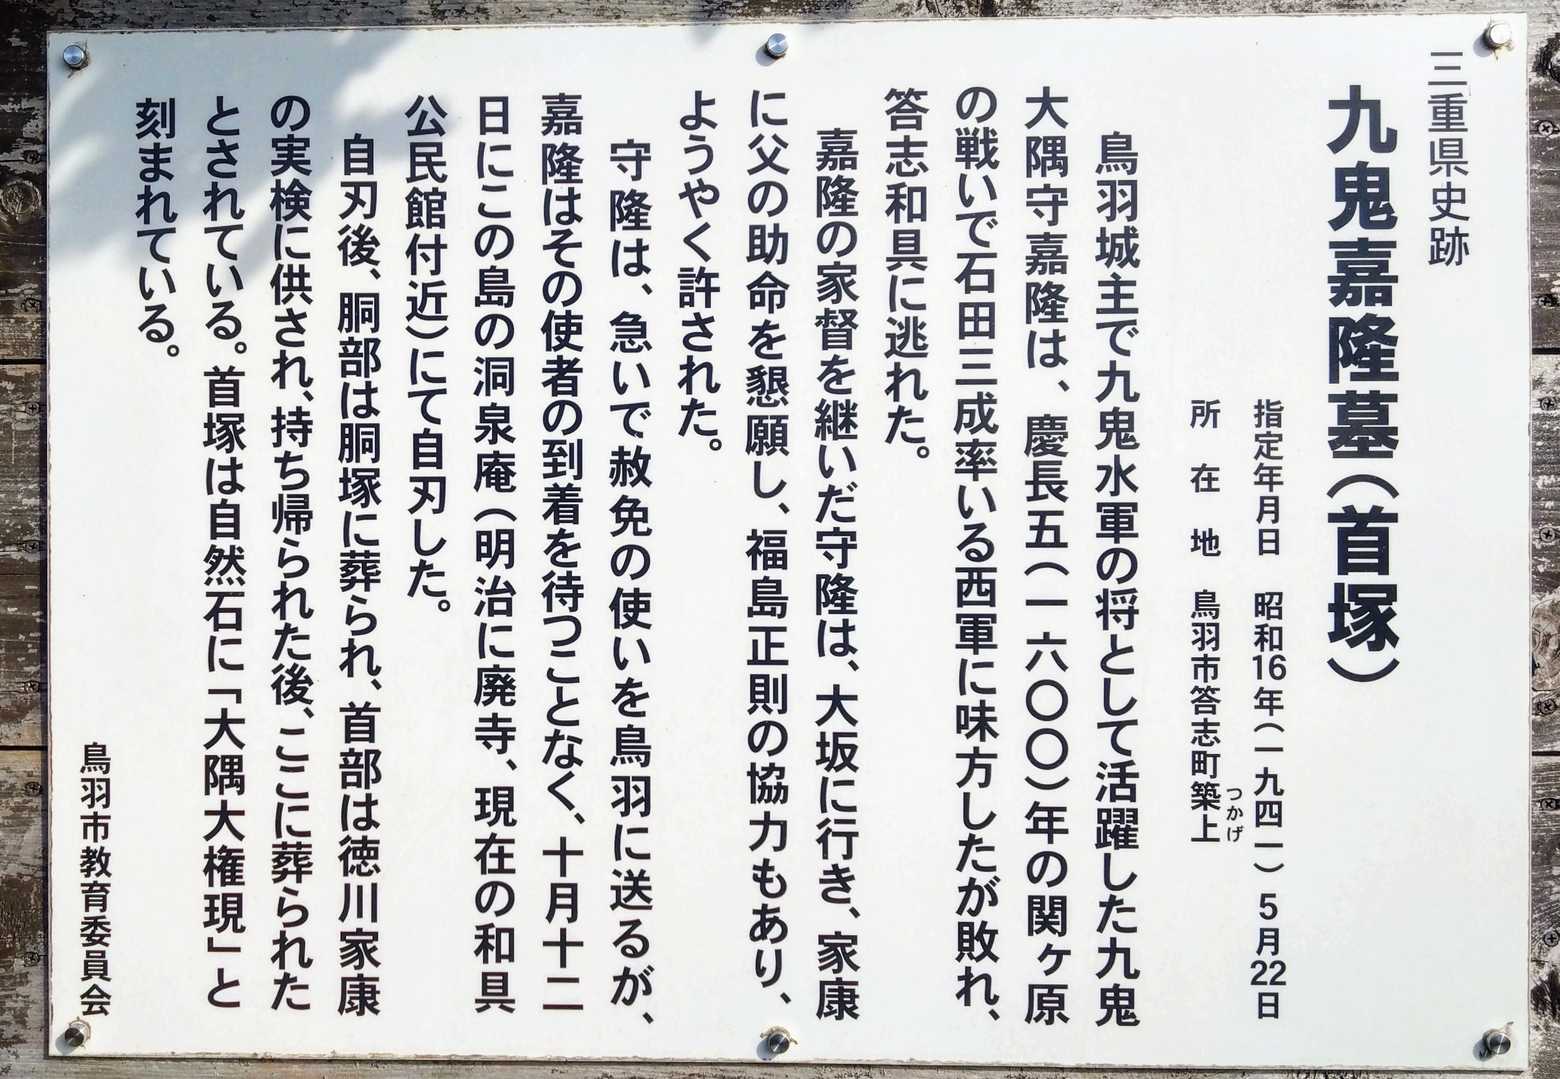 三重県史跡
九鬼嘉隆墓(首塚)
指定年月日　昭和16年(一九四一)5月22日
所在地　鳥羽市答志町築上
つかげ
鳥羽城主で九鬼水軍の将として活躍した九鬼
大隅守嘉隆は、慶長五(一六〇〇)年の関ヶ原
の戦いで石田三成率いる西軍に味方したが敗れ、
答志和具に逃れた。
嘉隆の家督を継いだ守隆は、大坂に行き、家康
に父の助命を懇願し、福島正則の協力もあり、
ようやく許された。
守隆は、急いで赦免の使いを鳥羽に送るが、
嘉隆はその使者の到着を待つことなく、十月十二
日にこの島の洞泉庵(明治に廃寺、現在の和具
公民館付近)にて自刃した。
自刃後、胴部は胴塚に葬られ、首部は徳川家康
の実検に供され、持ち帰られた後、ここに葬られた
とされている。首塚は自然石に「大隅大権現」と
刻まれている。
鳥羽市教育委員会